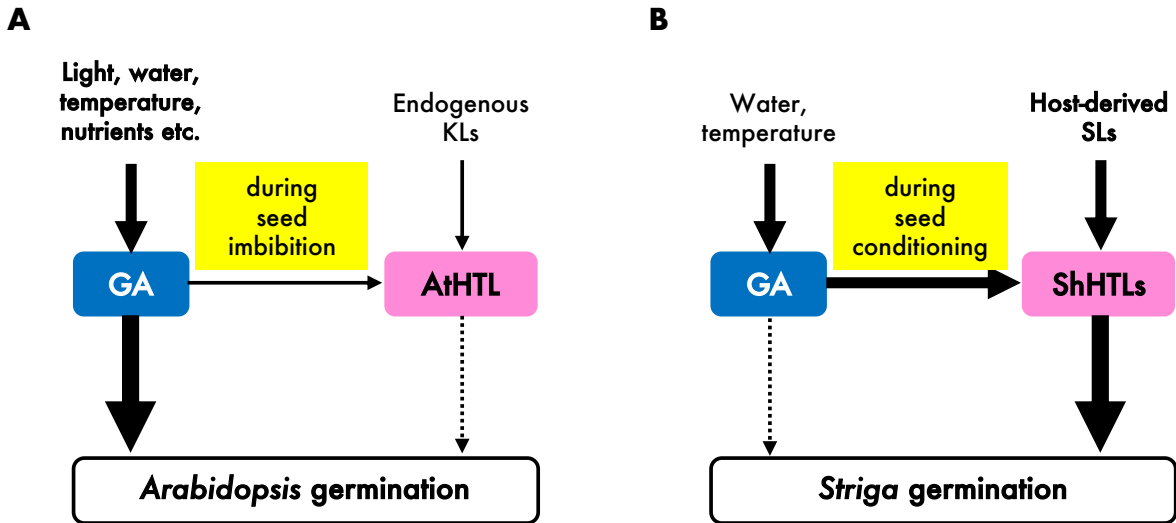 A
Light, water,
temperature,
nutrients etc.
Endogenous
KLs
during
seed
imbibition
GA
AtHTL
Arabidopsis germination
B
Water,
temperature
Host-derived
SLs
during
seed
conditioning
GA
ShHTLs
Striga germination